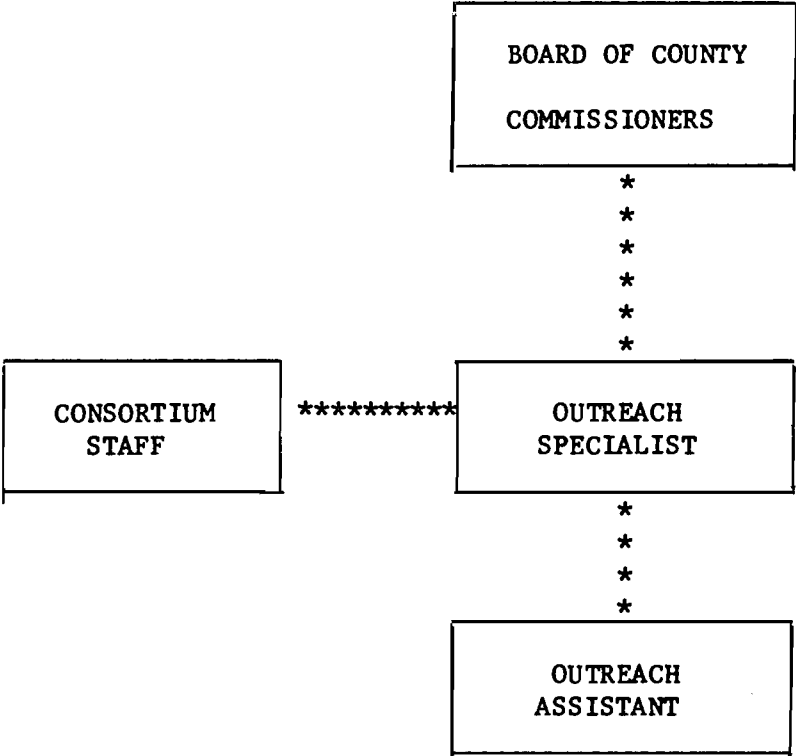 BOARD OF COUNTY
COMMISSIONERS
*
*
*
*
*
*
CONSORTIUM
STAFF
**********
OUTREACH
SPECIALIST
*
*
*
*
OUTREACH
ASSISTANT